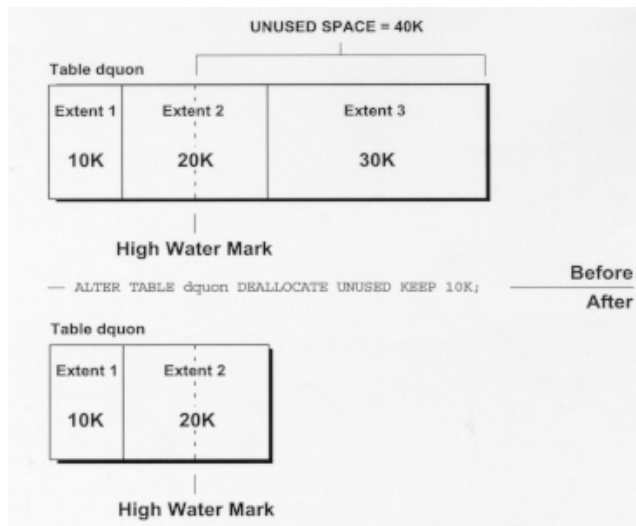 UNUSED SPACE = 40K
Table dquon
Extent 1 Extent 2 Extent 3
10K 20K 30K
High Water Mark
Before
— ALTER TABLE dquon DEALLOCATE UNUSED KEEP 10K;
After
Table dquon
Extent 1 Extent 2
10K 20K
High Water Mark